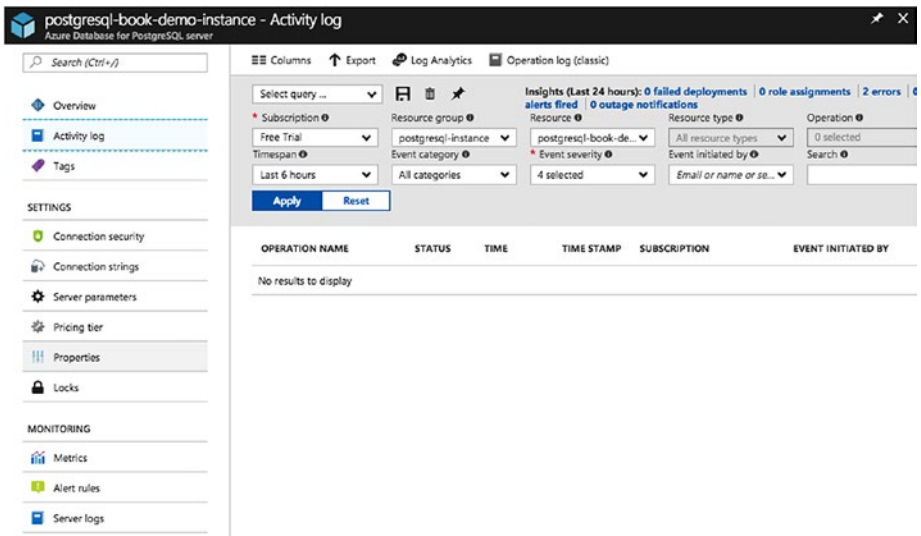 postgresql-book-demo-instance - Activity log
Azure Database for PostgreSQL server
Search (Ctrl+/)
Overview
Activity log
Tags
SETTINGS
Connection security
Connection strings
Server parameters
Pricing tier
Properties
Locks
MONITORING
Metrics
Alert rules
Server logs
Columns Export Log Analytics Operation log (classic)
Select query ...
Insights (Last 24 hours): 0 failed deployments | 0 role assignments | 2 errors | 0
alerts fired | 0 outage notifications
* Subscription Resource group * Resource Resource type Operation
Free Trial postgresql-instance postgresql-book-de... All resource types 0 selected
Timespan Event category * Event severity Event initiated by Search
Last 6 hours All categories 4 selected Email or name or se...
Apply Reset
OPERATION NAME STATUS TIME TIME STAMP SUBSCRIPTION EVENT INITIATED BY
No results to display